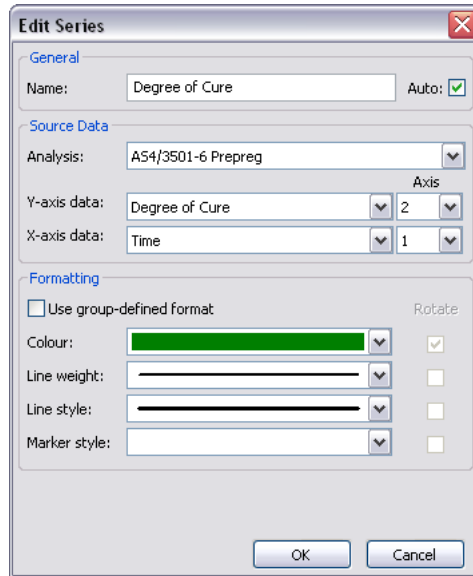 Edit Series
General
Name: Degree of Cure Auto:
Source Data
Analysis: AS4/3501-6 Prepreg
Axis
Y-axis data: Degree of Cure 2
X-axis data: Time 1
Formatting
Use group-defined format Rotate
Colour:
Line weight:
Line style:
Marker style:
OK Cancel